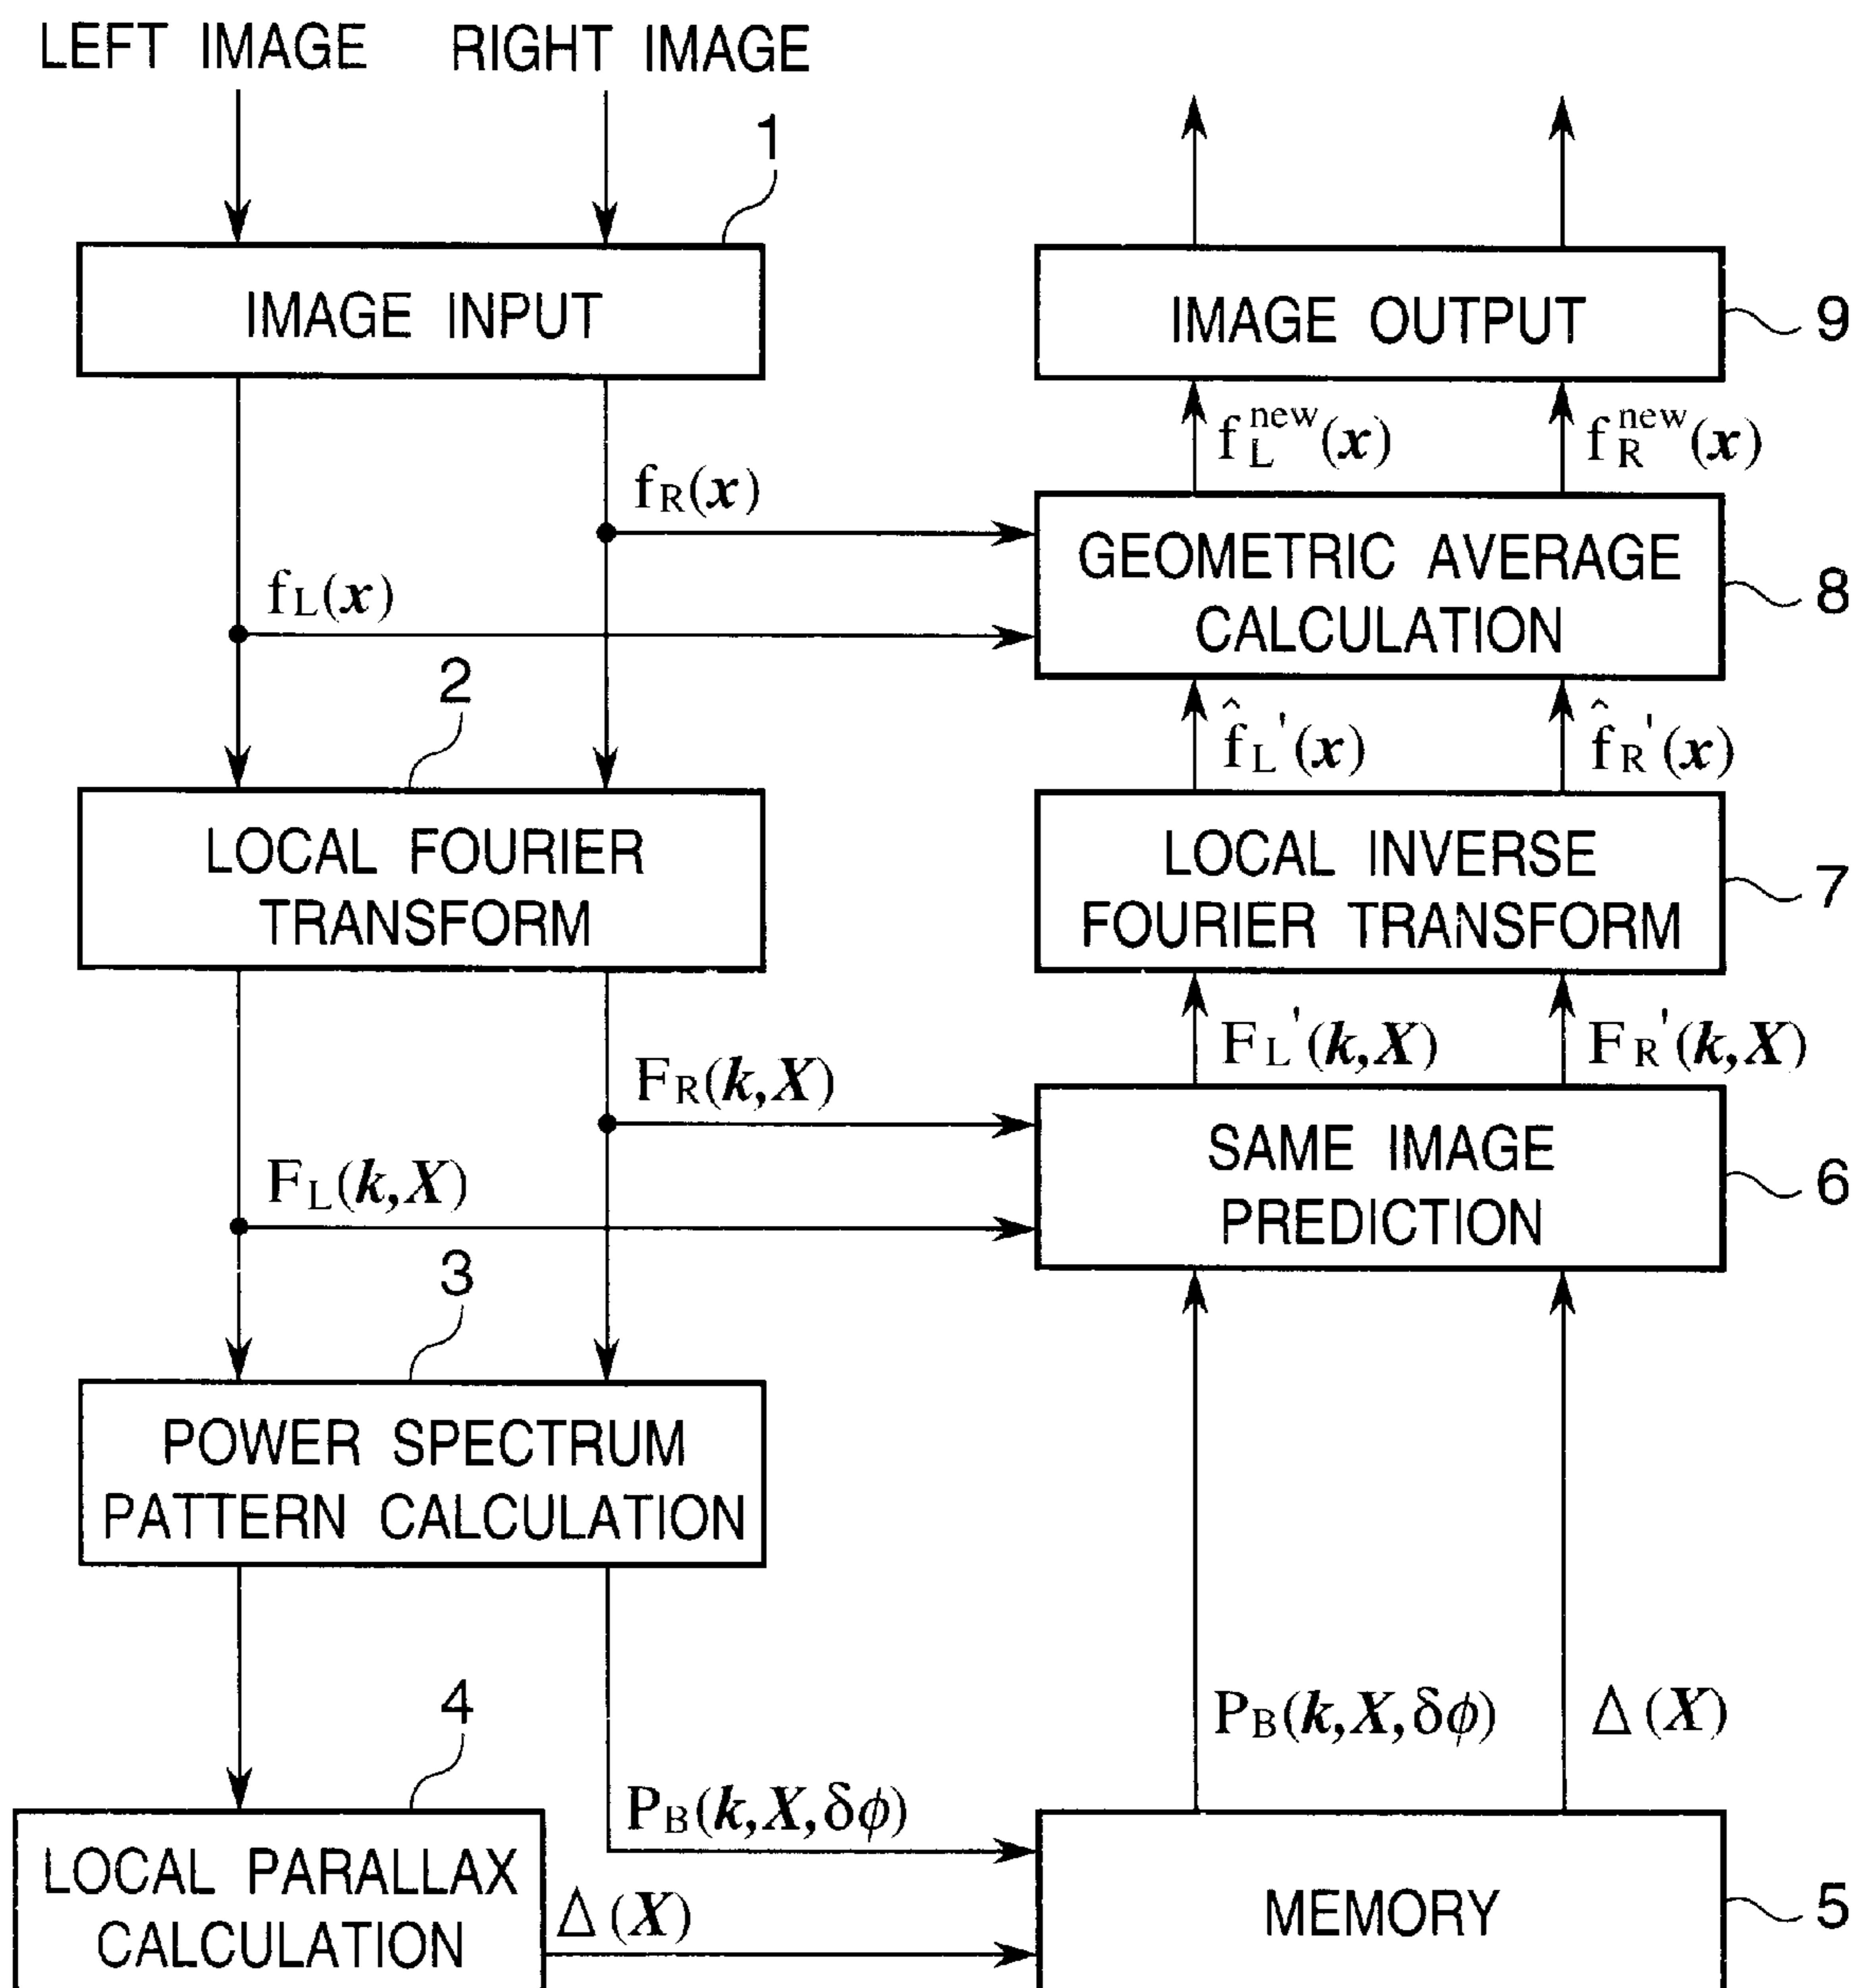 LEFT IMAGE RIGHT IMAGE
1
IMAGE INPUT
IMAGE OUTPUT
9
f_L^new(x) f_R^new(x)
f_R(x)
GEOMETRIC AVERAGE
CALCULATION
8
f_L(x)
2
f̂_L'(x) f̂_R'(x)
LOCAL FOURIER
TRANSFORM
LOCAL INVERSE
FOURIER TRANSFORM
7
F_L'(k,X) F_R'(k,X)
F_R(k,X)
SAME IMAGE
PREDICTION
6
F_L(k,X)
3
POWER SPECTRUM
PATTERN CALCULATION
4
P_B(k,X,δϕ) Δ(X)
P_B(k,X,δϕ)
LOCAL PARALLAX
CALCULATION
Δ(X)
MEMORY
5